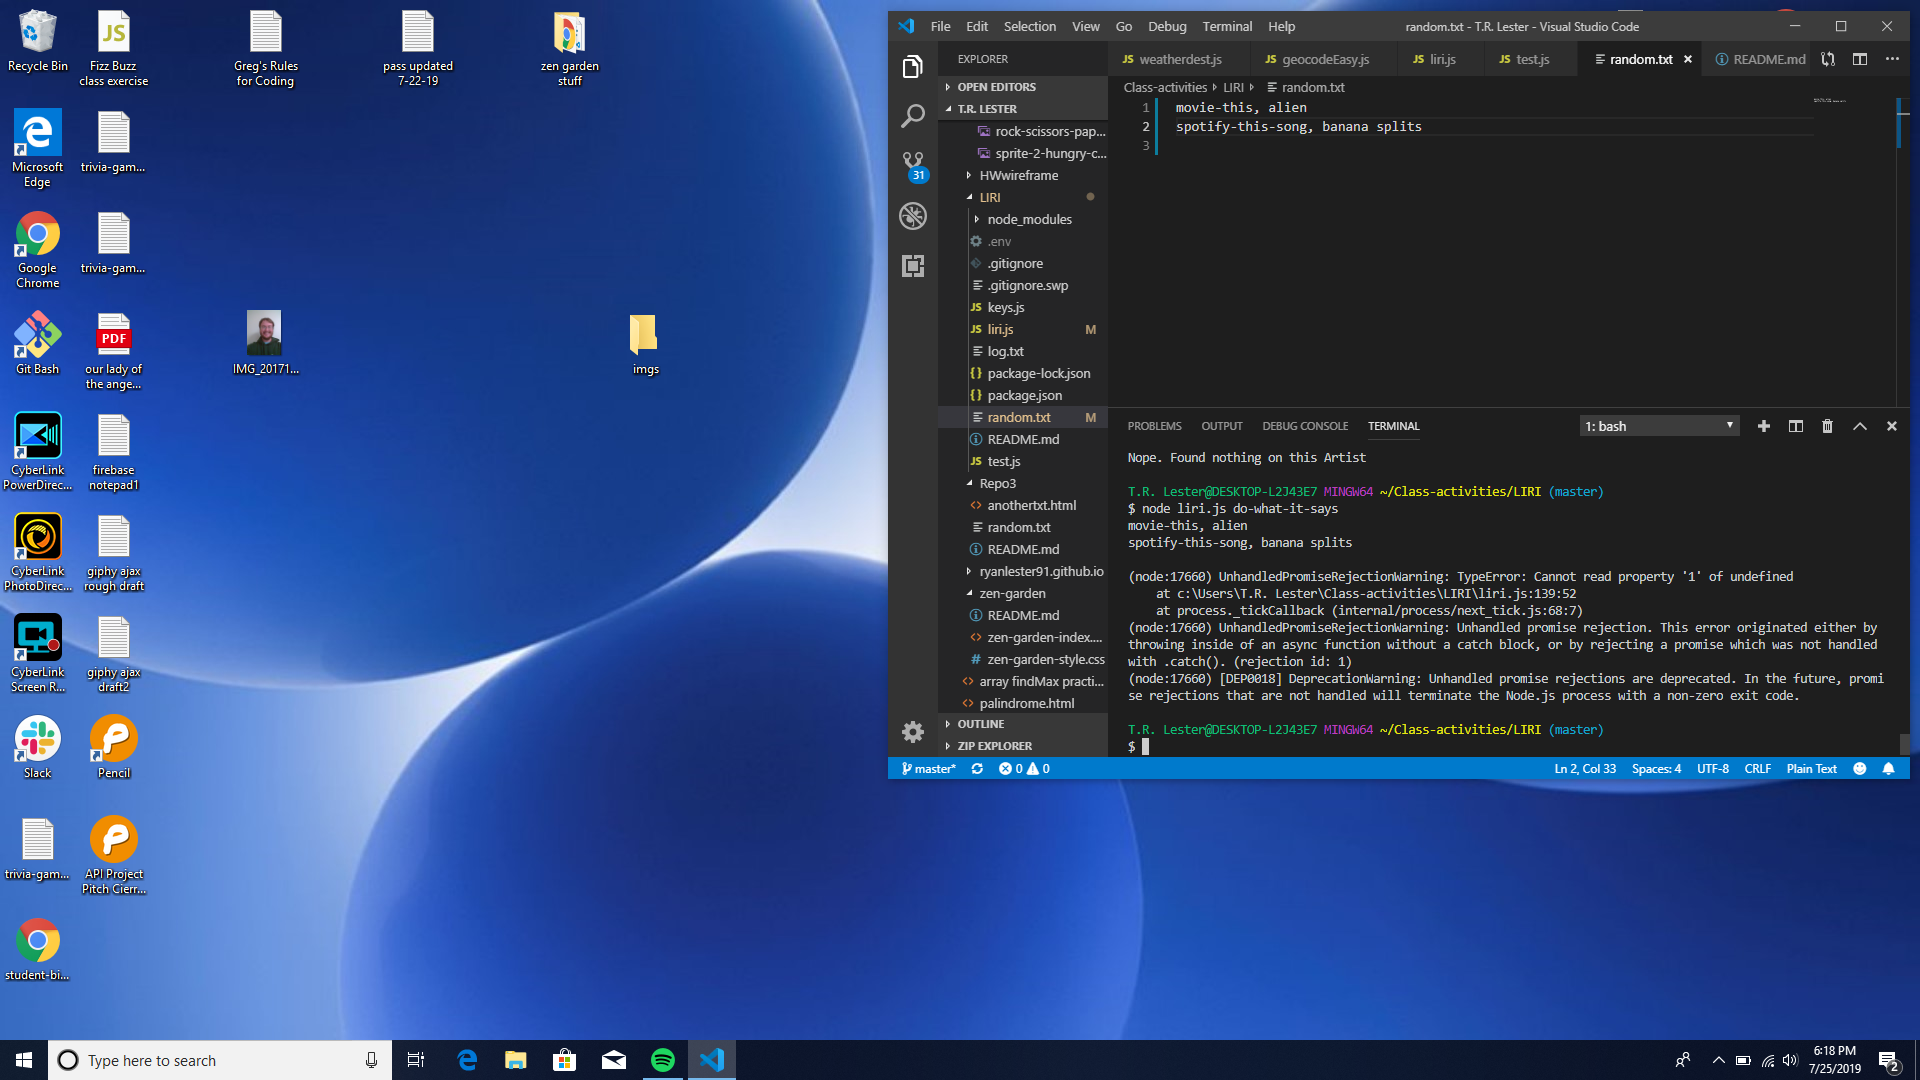 Recycle Bin
Fizz Buzz
class exercise
Greg's Rules
for Coding
pass updated
7-22-19
zen garden
stuff
Microsoft
Edge
trivia-gam...
Google
Chrome
trivia-gam...
Git Bash
PDF
our lady of
the ange...
IMG_20171...
imgs
CyberLink
PowerDirec...
firebase
notepad1
CyberLink
PhotoDirec...
giphy ajax
rough draft
CyberLink
Screen R...
giphy ajax
draft2
Slack
Pencil
trivia-gam...
API Project
Pitch Cierr...
student-bi...
File Edit Selection View Go Debug Terminal Help
random.txt - T.R. Lester - Visual Studio Code
EXPLORER
OPEN EDITORS
T.R. LESTER
rock-scissors-pap...
sprite-2-hungry-c...
HWwireframe
LIRI
node_modules
.env
.gitignore
.gitignore.swp
JS keys.js
JS liri.js M
log.txt
{} package-lock.json
{} package.json
random.txt M
README.md
JS test.js
Repo3
<> anothertxt.html
random.txt
README.md
ryanlester91.github.io
zen-garden
README.md
<> zen-garden-index....
# zen-garden-style.css
<> array findMax practi...
<> palindrome.html
OUTLINE
ZIP EXPLORER
31
JS weatherdest.js JS geocodeEasy.js JS liri.js JS test.js random.txt README.md
Class-activities LIRI random.txt
1 movie-this, alien
2 spotify-this-song, banana splits
3
PROBLEMS OUTPUT DEBUG CONSOLE TERMINAL 1: bash
Nope. Found nothing on this Artist
T.R. Lester@DESKTOP-L2J43E7 MINGW64 ~/Class-activities/LIRI (master)
$ node liri.js do-what-it-says
movie-this, alien
spotify-this-song, banana splits
(node:17660) UnhandledPromiseRejectionWarning: TypeError: Cannot read property '1' of undefined
at c:\Users\T.R. Lester\Class-activities\LIRI\liri.js:139:52
at process._tickCallback (internal/process/next_tick.js:68:7)
(node:17660) UnhandledPromiseRejectionWarning: Unhandled promise rejection. This error originated either by
throwing inside of an async function without a catch block, or by rejecting a promise which was not handled
with .catch(). (rejection id: 1)
(node:17660) [DEP0018] DeprecationWarning: Unhandled promise rejections are deprecated. In the future, promi
se rejections that are not handled will terminate the Node.js process with a non-zero exit code.
T.R. Lester@DESKTOP-L2J43E7 MINGW64 ~/Class-activities/LIRI (master)
$
master* 0 0 Ln 2, Col 33 Spaces: 4 UTF-8 CRLF Plain Text
Type here to search
6:18 PM
7/25/2019
2